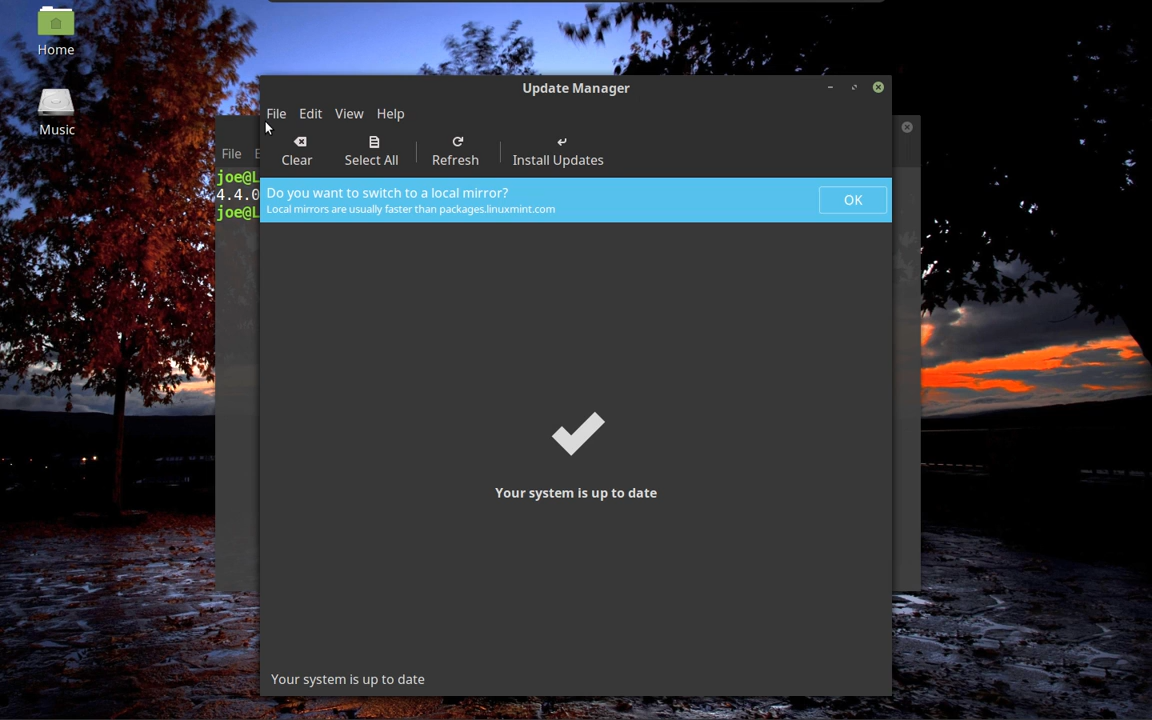 Home
Music
Update Manager
File Edit View Help
Clear Select All Refresh Install Updates
Do you want to switch to a local mirror?
Local mirrors are usually faster than packages.linuxmint.com
OK
File E
joe@L
4.4.0
joe@L
Your system is up to date
Your system is up to date